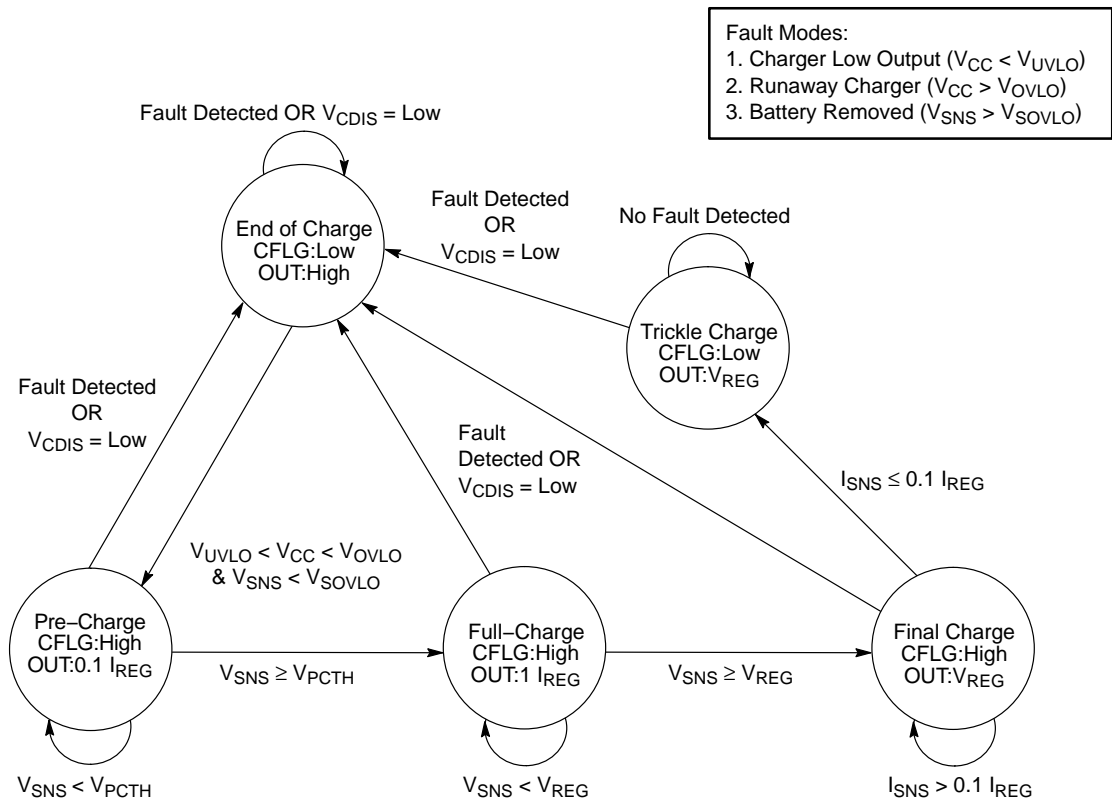 Fault Modes:
1. Charger Low Output (VCC < VUVLO)
2. Runaway Charger (VCC > VOVLO)
3. Battery Removed (VSNS > VSOVLO)
Fault Detected OR VCDIS = Low
End of Charge
CFLG:Low
OUT:High
Fault Detected
OR
VCDIS = Low
No Fault Detected
Trickle Charge
CFLG:Low
OUT:VREG
Fault Detected
OR
VCDIS = Low
Fault
Detected OR
VCDIS = Low
ISNS ≤ 0.1 IREG
VUVLO < VCC < VOVLO
& VSNS < VSOVLO
Pre−Charge
CFLG:High
OUT:0.1 IREG
VSNS ≥ VPCTH
Full−Charge
CFLG:High
OUT:1 IREG
VSNS ≥ VREG
Final Charge
CFLG:High
OUT:VREG
VSNS < VPCTH
VSNS < VREG
ISNS > 0.1 IREG